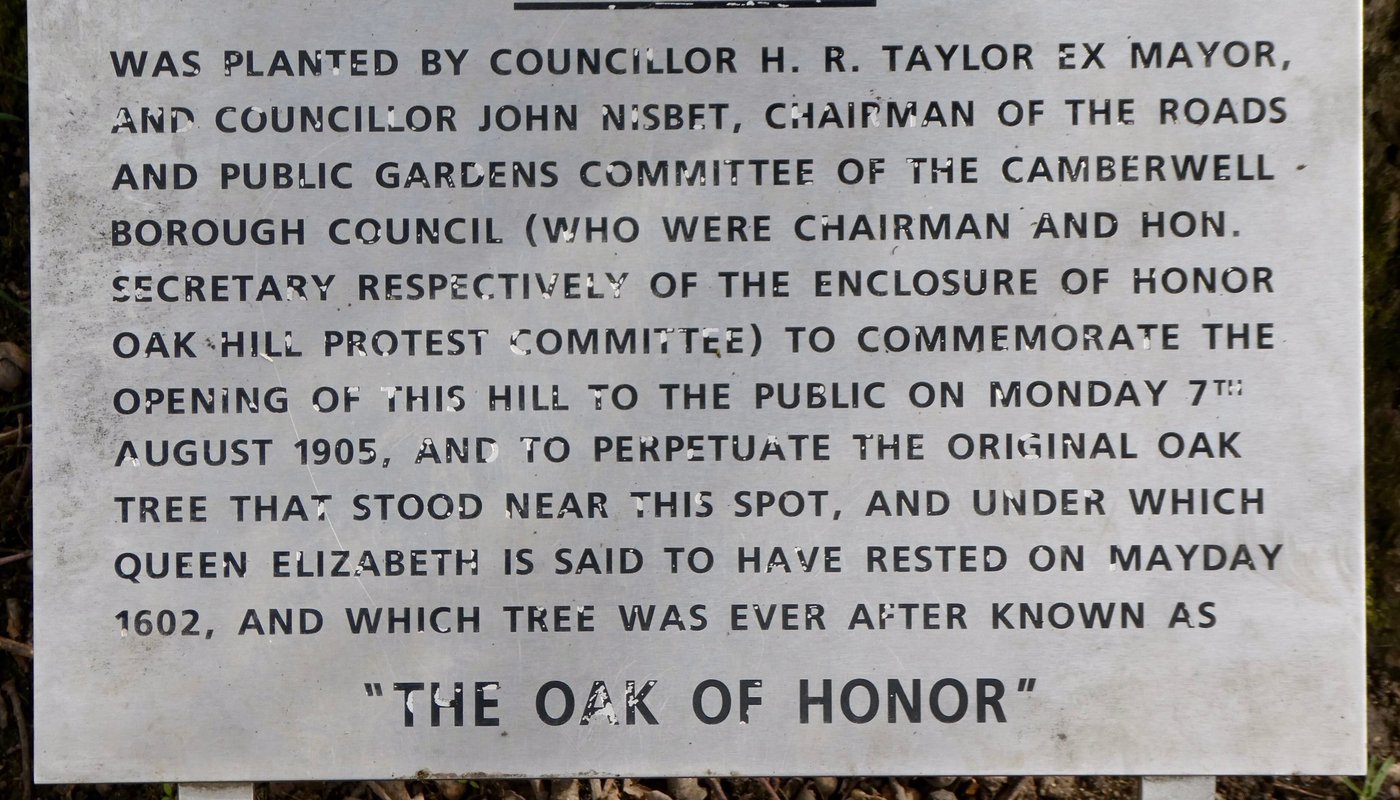 WAS PLANTED BY COUNCILLOR H. R. TAYLOR EX MAYOR,
AND COUNCILLOR JOHN NISBET, CHAIRMAN OF THE ROADS
AND PUBLIC GARDENS COMMITTEE OF THE CAMBERWELL
BOROUGH COUNCIL (WHO WERE CHAIRMAN AND HON.
SECRETARY RESPECTIVELY OF THE ENCLOSURE OF HONOR
OAK HILL PROTEST COMMITTEE) TO COMMEMORATE THE
OPENING OF THIS HILL TO THE PUBLIC ON MONDAY 7TH
AUGUST 1905, AND TO PERPETUATE THE ORIGINAL OAK
TREE THAT STOOD NEAR THIS SPOT, AND UNDER WHICH
QUEEN ELIZABETH IS SAID TO HAVE RESTED ON MAYDAY
1602, AND WHICH TREE WAS EVER AFTER KNOWN AS
"THE OAK OF HONOR"